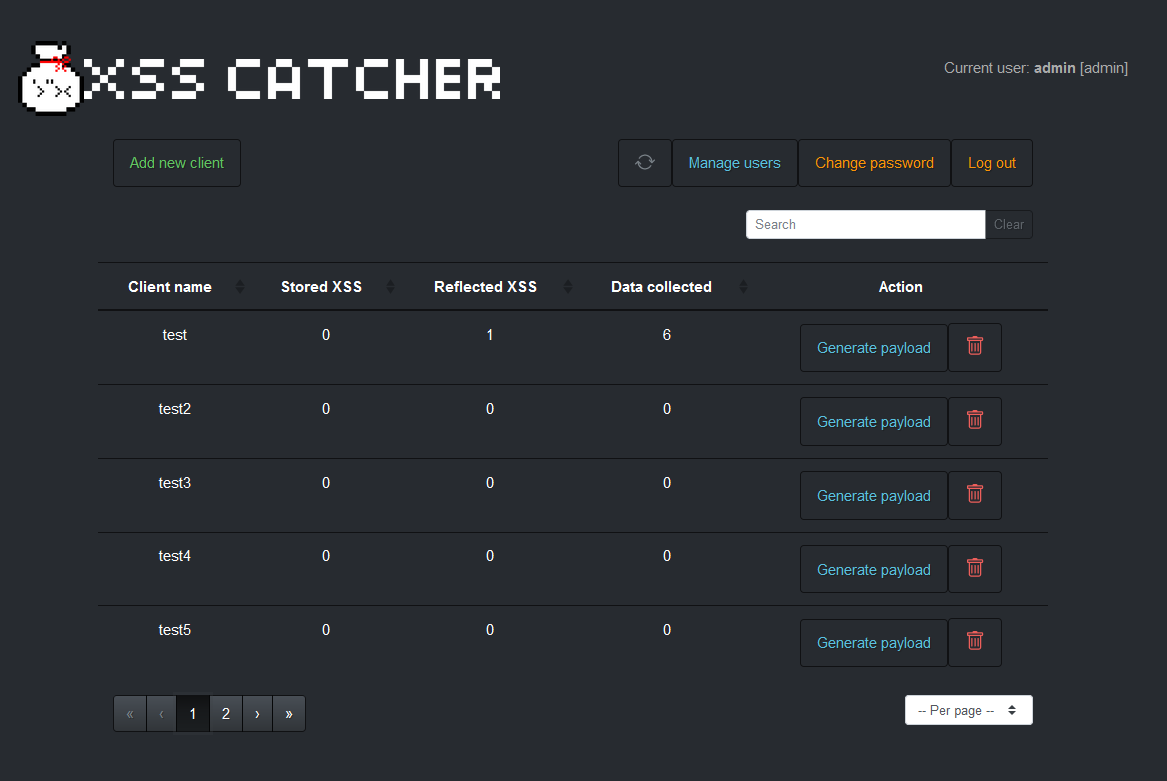 XSS CATCHER
Current user: admin [admin]
Add new client
Manage users
Change password
Log out
Search
Clear
Client name Stored XSS Reflected XSS Data collected Action
test 0 1 6 Generate payload
test2 0 0 0 Generate payload
test3 0 0 0 Generate payload
test4 0 0 0 Generate payload
test5 0 0 0 Generate payload
« ‹ 1 2 › »
-- Per page --